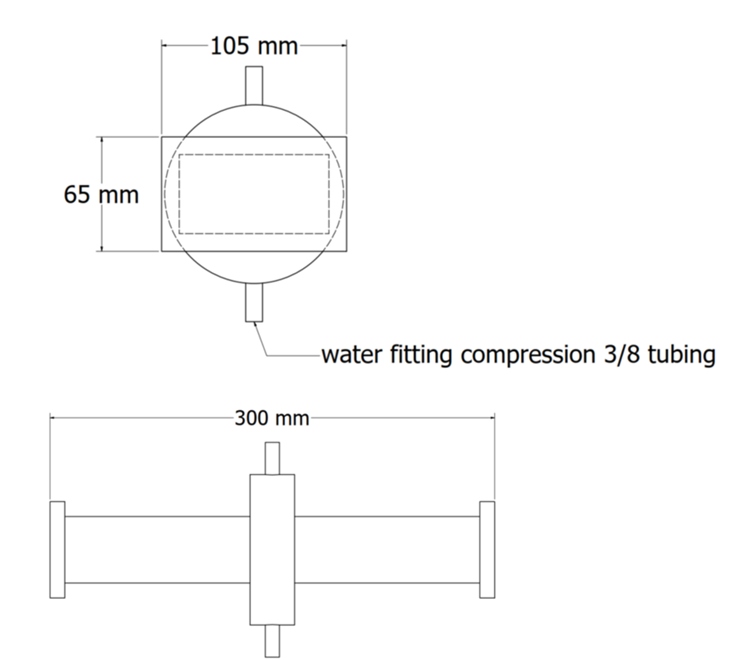 105 mm
65 mm
water fitting compression 3/8 tubing
300 mm